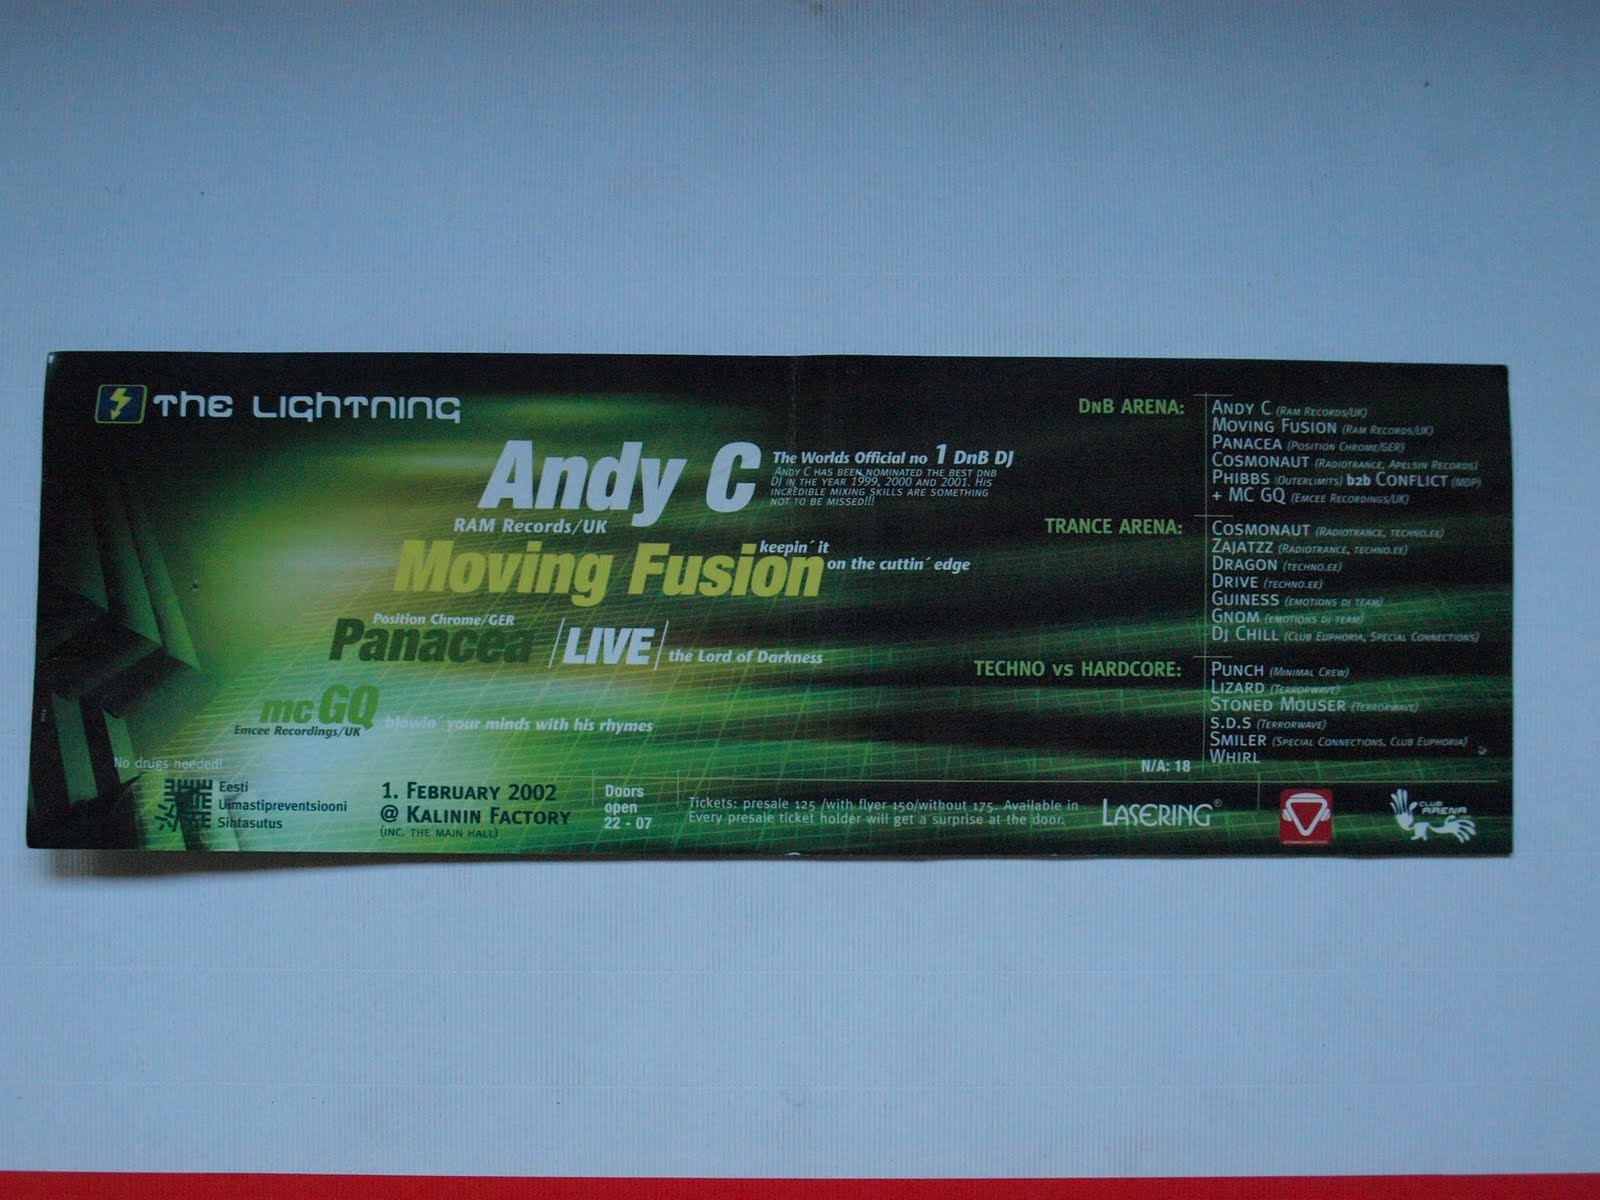 The Lightning
Andy C
The Worlds Official no 1 DnB DJ
Andy C has been nominated the best dnb
DJ in the year 1999, 2000 and 2001. His
incredible mixing skills are something
not to be missed!!!
RAM Records/UK
Moving Fusion
keepin´ it
on the cuttin´ edge
Position Chrome/GER
Panacea /LIVE/ the Lord of Darkness
mc GQ blowin´ your minds with his rhymes
Emcee Recordings/UK
No drugs needed!
Eesti
Uimastipreventsiooni
Sihtasutus
1. February 2002
@ Kalinin Factory
(inc. the main hall)
Doors
open
22 - 07
Tickets: presale 125 /with flyer 150/without 175. Available in
Every presale ticket holder will get a surprise at the door.
Lasering®
DnB Arena:
Andy C (Ram Records/UK)
Moving Fusion (Ram Records/UK)
Panacea (Position Chrome/GER)
Cosmonaut (Radiotrance, Apelsin Records)
Phibbs (Outerlimits) b2b Conflict (MDP)
+ MC GQ (Emcee Recordings/UK)
Trance Arena:
Cosmonaut (Radiotrance, techno.ee)
Zajatzz (Radiotrance, techno.ee)
Dragon (techno.ee)
Drive (techno.ee)
Guiness (Emotions DJ team)
Gnom (Emotions DJ team)
Dj Chill (Club Euphoria, Special Connections)
Techno vs Hardcore:
Punch (Minimal Crew)
Lizard (Terrorwave)
Stoned Mouser (Terrorwave)
S.D.S (Terrorwave)
Smiler (Special Connections, Club Euphoria)
Whirl
N/A: 18
Club
Arena